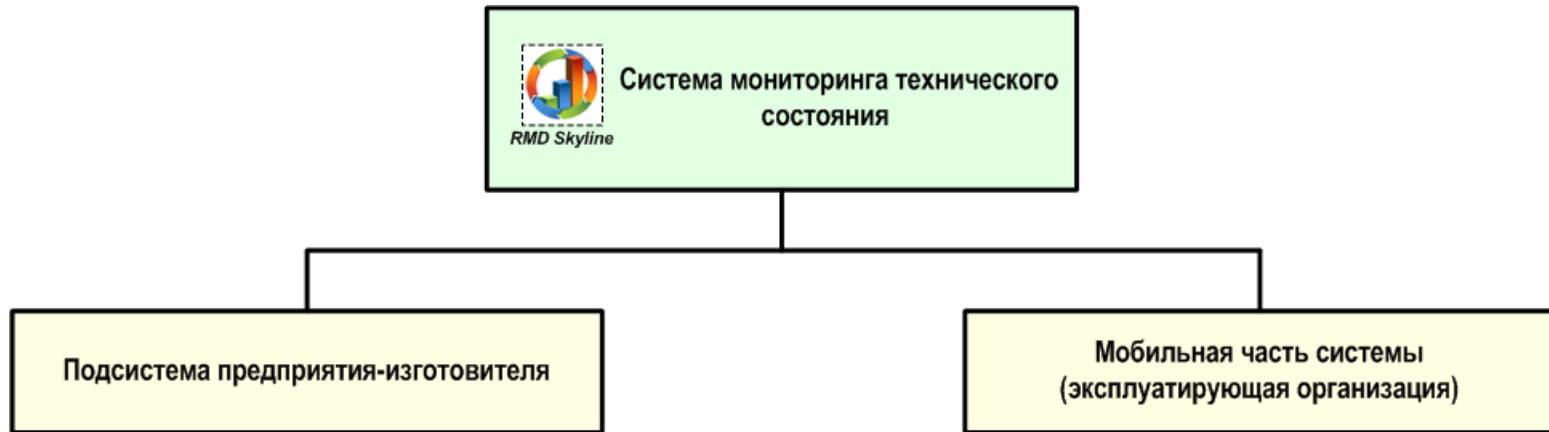 Система мониторинга технического
состояния
RMD Skyline
Подсистема предприятия-изготовителя
Мобильная часть системы
(эксплуатирующая организация)